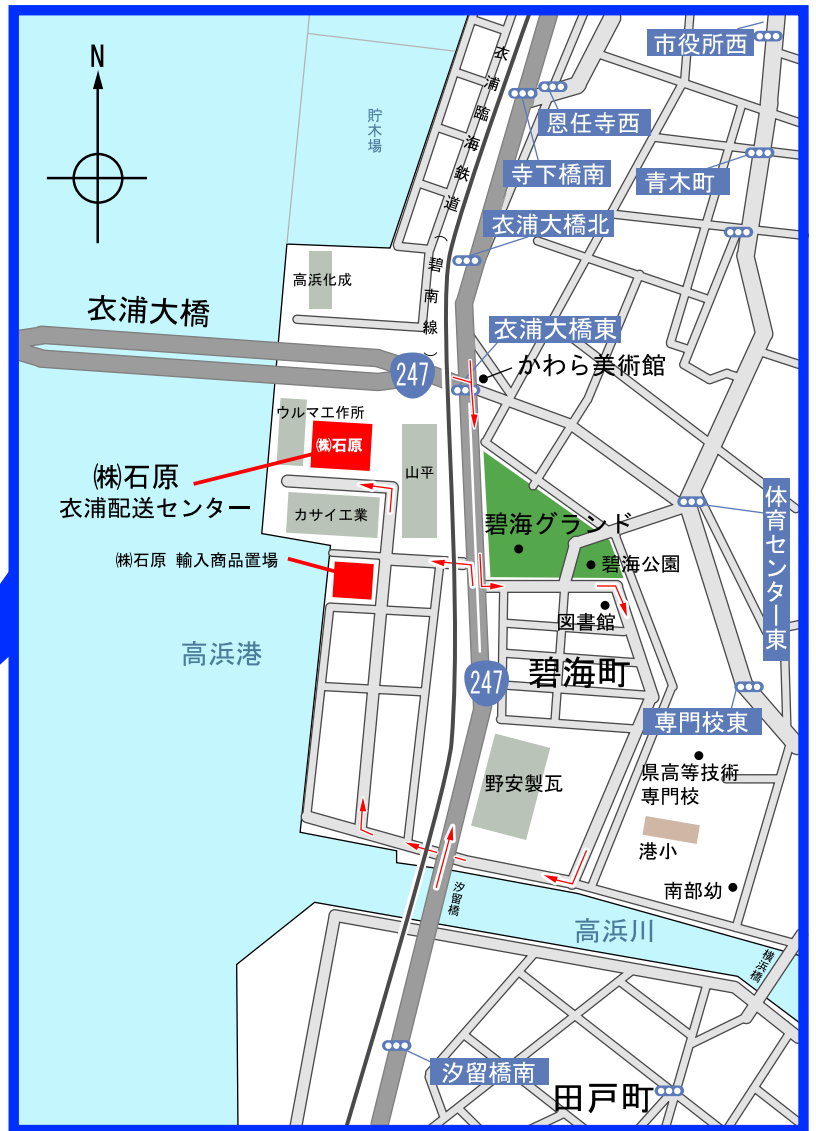 N
市役所西
恩任寺西
寺下橋南
青木町
貯木場
衣浦臨海鉄道(碧南線)
衣浦大橋北
高浜化成
衣浦大橋
衣浦大橋東
247
かわら美術館
ウルマ工作所
㈱石原
山平
㈱石原
衣浦配送センター
カサイ工業
碧海グランド
体育センター東
㈱石原 輸入商品置場
碧海公園
図書館
高浜港
碧海町
247
専門校東
野安製瓦
県高等技術
専門校
港小
南部幼
汐留橋
高浜川
横浜橋
汐留橋南
田戸町